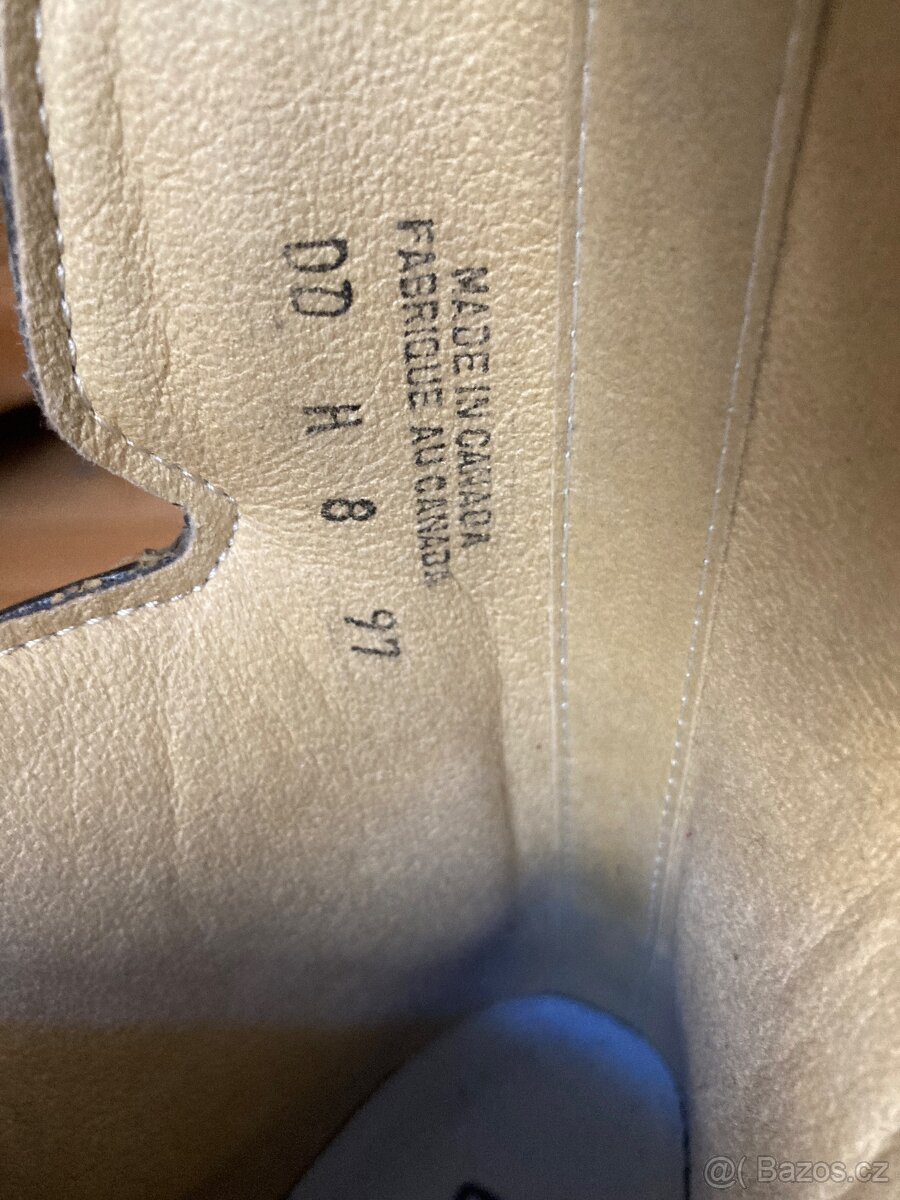 MADE IN CANADA
FABRIQUE AU CANADA
DD H 8 97
@( Bazos.cz